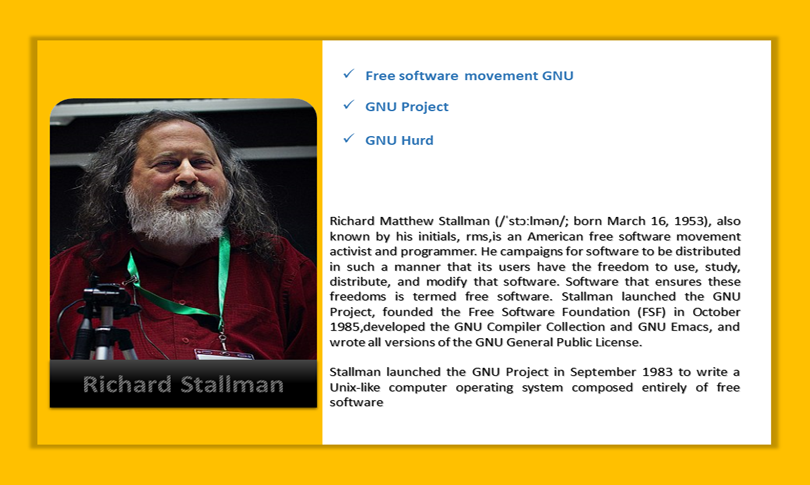 Free software movement GNU
GNU Project
GNU Hurd
Richard Stallman
Richard Matthew Stallman (/ˈstɔːlmən/; born March 16, 1953), also
known by his initials, rms,is an American free software movement
activist and programmer. He campaigns for software to be distributed
in such a manner that its users have the freedom to use, study,
distribute, and modify that software. Software that ensures these
freedoms is termed free software. Stallman launched the GNU
Project, founded the Free Software Foundation (FSF) in October
1985,developed the GNU Compiler Collection and GNU Emacs, and
wrote all versions of the GNU General Public License.
Stallman launched the GNU Project in September 1983 to write a
Unix-like computer operating system composed entirely of free
software